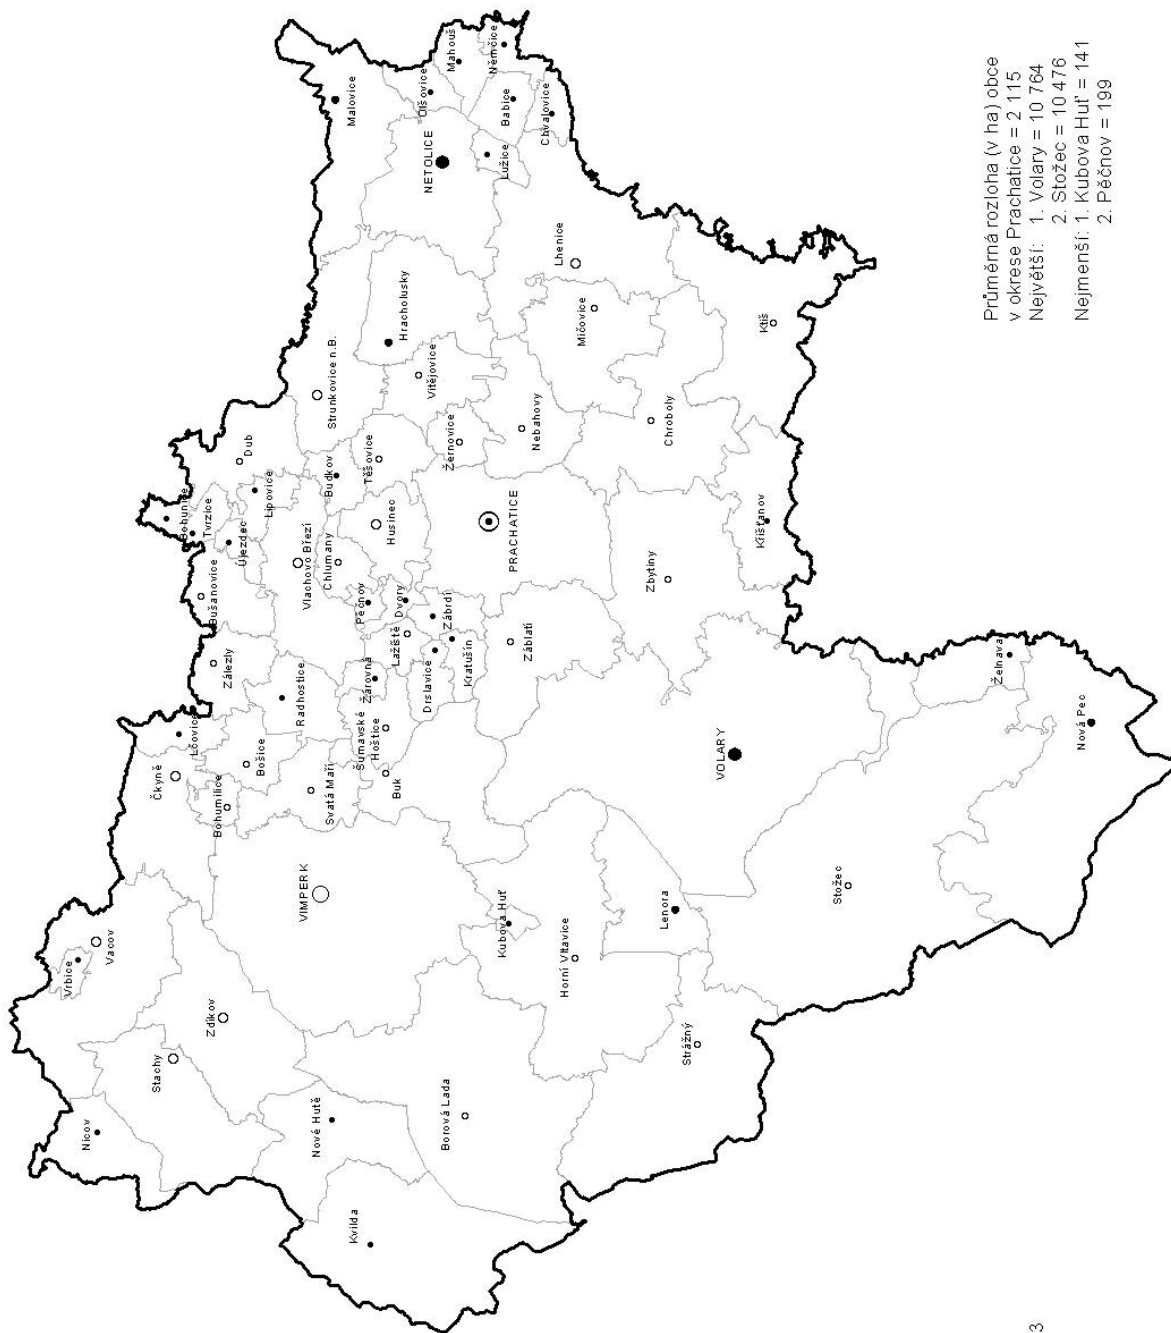 Nicov
Vrbice
Vacov
Stachy
Zdíkov
Čkyně
Lčovice
Bohumilice
Bošice
Zálezly
Bušanovice
Bohunice
Tvrzice
Újezdec
Dub
Lipovice
Malovice
Nové Hutě
Kvilda
VIMPERK
Svatá Maří
Radhostice
Vlachovo Březí
Chlumany
Budkov
Strunkovice n.B.
Hracholusky
NETOLICE
Olšovice
Mahouš
Němčice
Babice
Chvalovice
Lužice
Buk
Šumavské
Hoštice
Žárovná
Pěčnov
Husinec
Těšovice
Vitějovice
Lažiště
Dvory
Zábrdí
Drslavice
Kratušín
Žernovice
Nebahovy
Borová Lada
Kubova Huť
Horní Vltavice
Záblatí
PRACHATICE
Mičovice
Lhenice
Strážný
Lenora
VOLARY
Zbytiny
Chroboly
Křišťanov
Ktiš
Stožec
Želnava
Nová Pec
Průměrná rozloha (v ha) obce
v okrese Prachatice = 2 115
Největší: 1. Volary = 10 764
2. Stožec = 10 476
Nejmenší: 1. Kubova Huť = 141
2. Pěčnov = 199
3